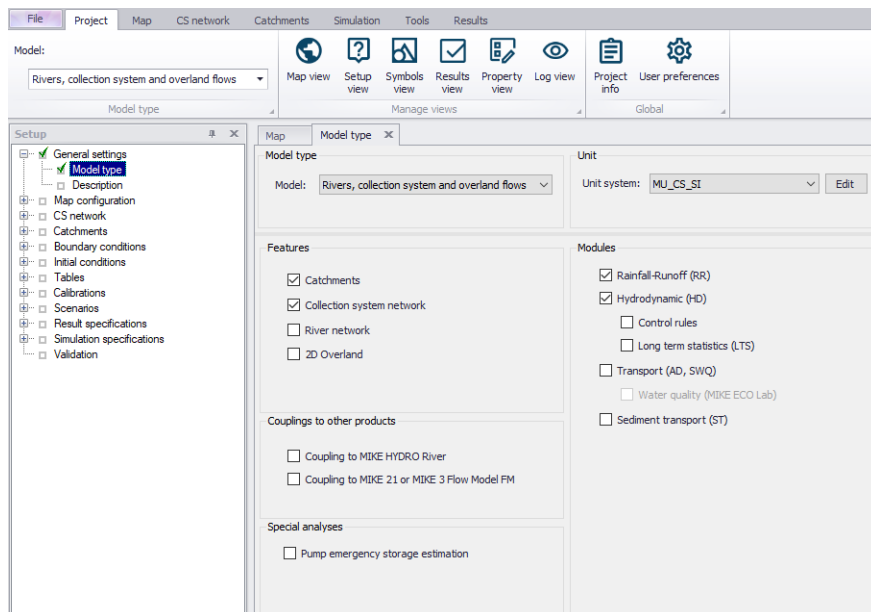 File Project Map CS network Catchments Simulation Tools Results
Model:
Rivers, collection system and overland flows
Model type
Map view
Setup view
Symbols view
Results view
Property view
Log view
Manage views
Project info
User preferences
Global
Setup
General settings
Model type
Description
Map configuration
CS network
Catchments
Boundary conditions
Initial conditions
Tables
Calibrations
Scenarios
Result specifications
Simulation specifications
Validation
Map Model type
Model type
Model: Rivers, collection system and overland flows
Unit
Unit system: MU_CS_SI Edit
Features
Catchments
Collection system network
River network
2D Overland
Couplings to other products
Coupling to MIKE HYDRO River
Coupling to MIKE 21 or MIKE 3 Flow Model FM
Special analyses
Pump emergency storage estimation
Modules
Rainfall-Runoff (RR)
Hydrodynamic (HD)
Control rules
Long term statistics (LTS)
Transport (AD, SWQ)
Water quality (MIKE ECO Lab)
Sediment transport (ST)